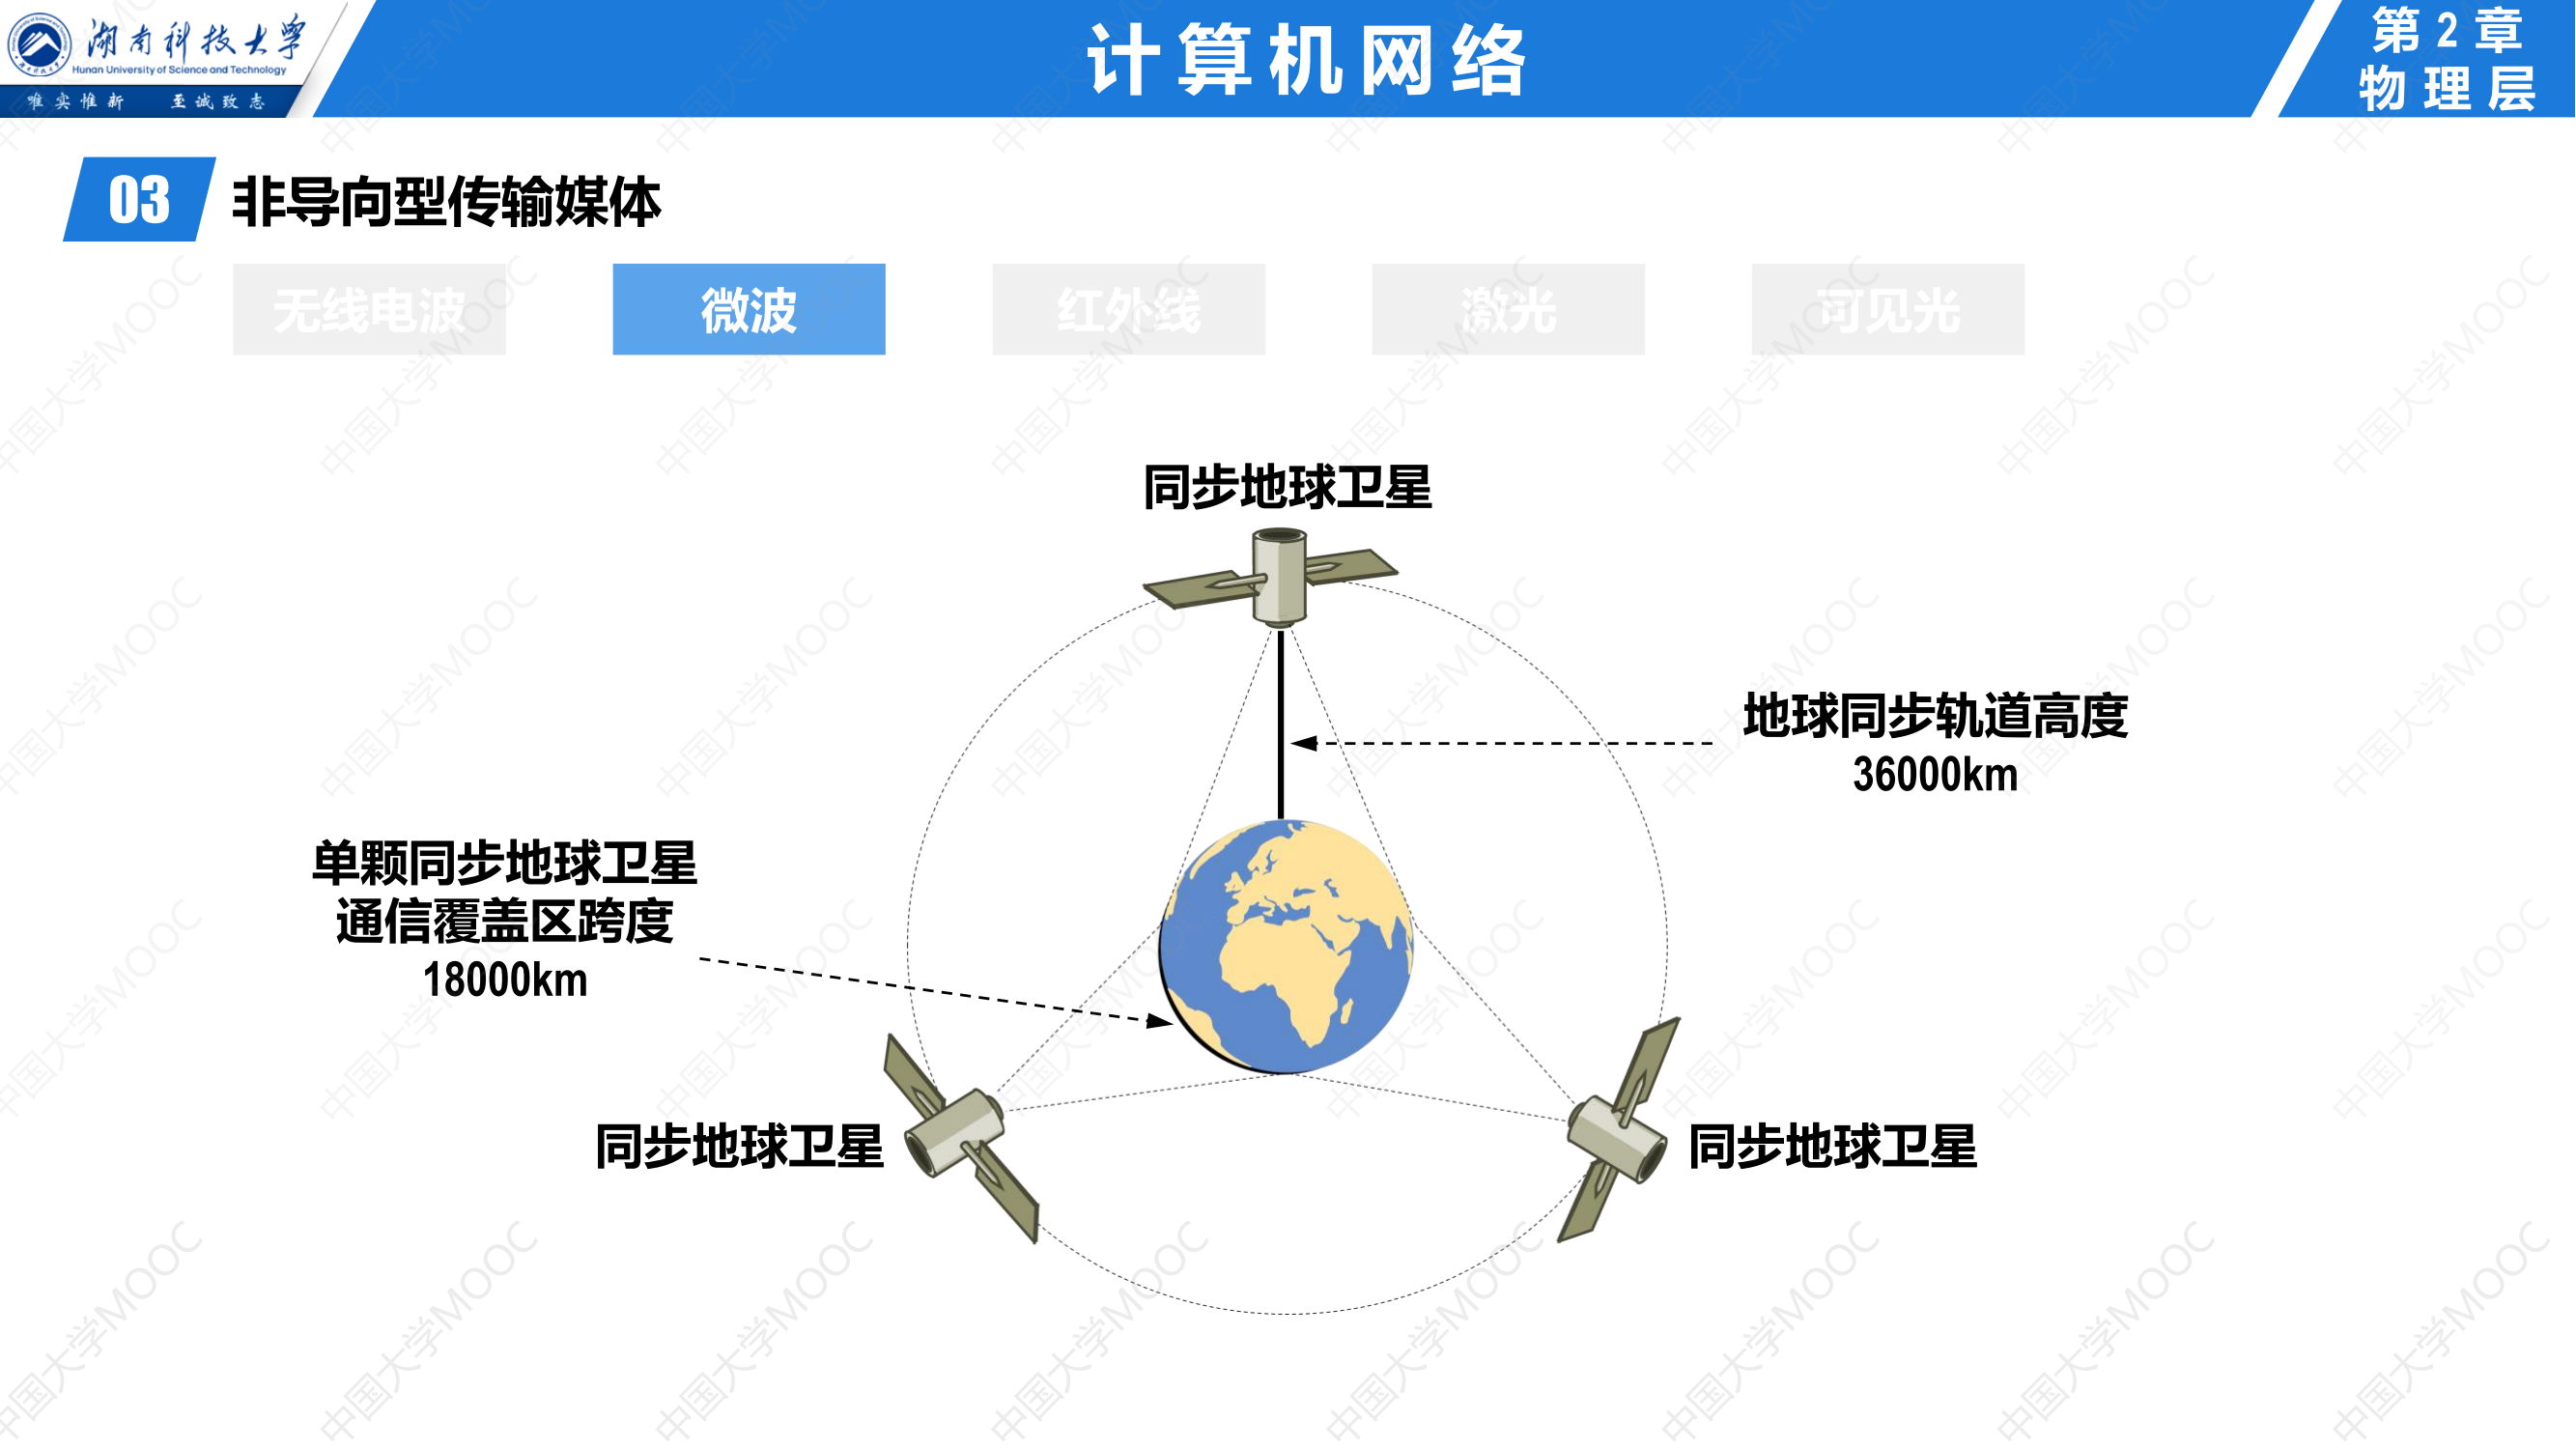 湖南科技大学
Hunan University of Science and Technology
唯实惟新 至诚致志
计算机网络
第2章
物理层
03 非导向型传输媒体
无线电波 微波 红外线 激光 可见光
同步地球卫星
地球同步轨道高度
36000km
单颗同步地球卫星
通信覆盖区跨度
18000km
同步地球卫星
同步地球卫星
中国大学MOOC